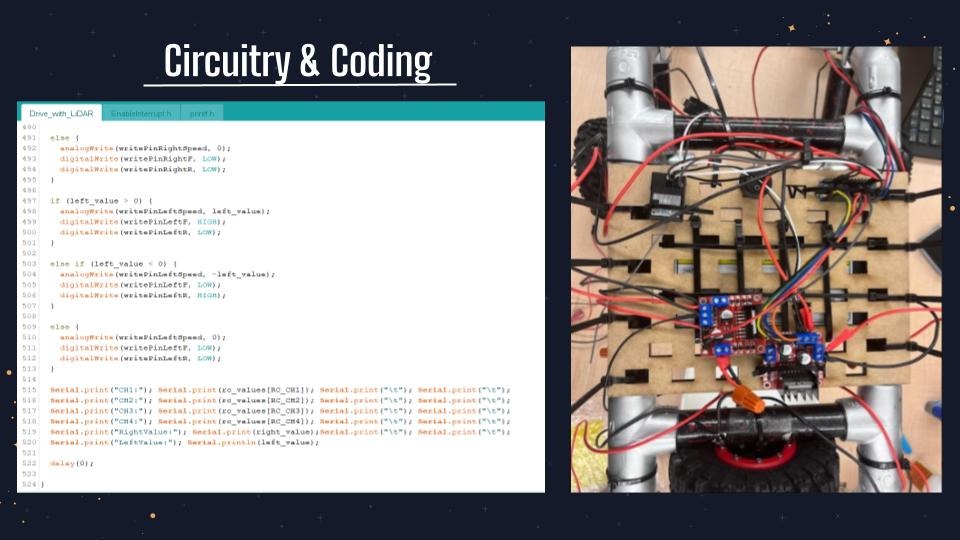 Circuitry & Coding
Drive_with_LiDAR EnableInterrupt.h printf.h
490
491 else {
492 analogWrite(writePinRightSpeed, 0);
493 digitalWrite(writePinRightF, LOW);
494 digitalWrite(writePinRightR, LOW);
495 }
496
497 if (left_value > 0) {
498 analogWrite(writePinLeftSpeed, left_value);
499 digitalWrite(writePinLeftF, HIGH);
500 digitalWrite(writePinLeftR, LOW);
501 }
502
503 else if (left_value < 0) {
504 analogWrite(writePinLeftSpeed, -left_value);
505 digitalWrite(writePinLeftF, LOW);
506 digitalWrite(writePinLeftR, HIGH);
507 }
508
509 else {
510 analogWrite(writePinLeftSpeed, 0);
511 digitalWrite(writePinLeftF, LOW);
512 digitalWrite(writePinLeftR, LOW);
513 }
514
515 Serial.print("CH1:"); Serial.print(rc_values[RC_CH1]); Serial.print("\t"); Serial.print("\t");
516 Serial.print("CH2:"); Serial.print(rc_values[RC_CH2]); Serial.print("\t"); Serial.print("\t");
517 Serial.print("CH3:"); Serial.print(rc_values[RC_CH3]); Serial.print("\t"); Serial.print("\t");
518 Serial.print("CH4:"); Serial.print(rc_values[RC_CH4]); Serial.print("\t"); Serial.print("\t");
519 Serial.print("RightValue:"); Serial.print(right_value);Serial.print("\t"); Serial.print("\t");
520 Serial.print("LeftValue:"); Serial.println(left_value);
521
522 delay(0);
523
524 }